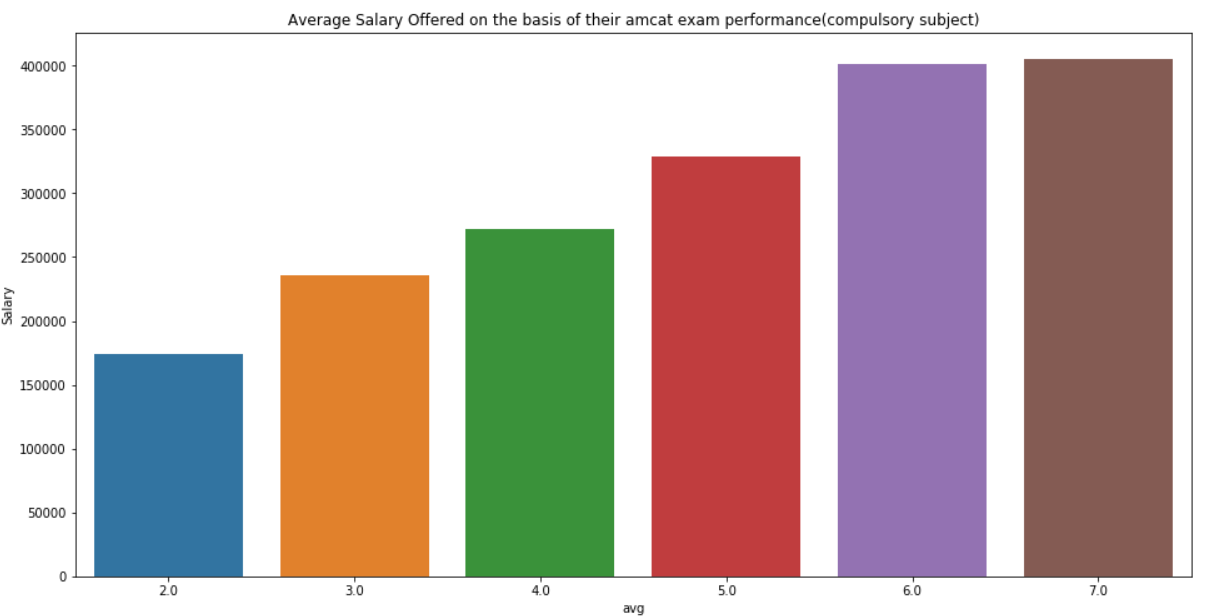 Average Salary Offered on the basis of their amcat exam performance(compulsory subject)
400000
350000
300000
250000
200000
150000
100000
50000
0
Salary
2.0 3.0 4.0 5.0 6.0 7.0
avg